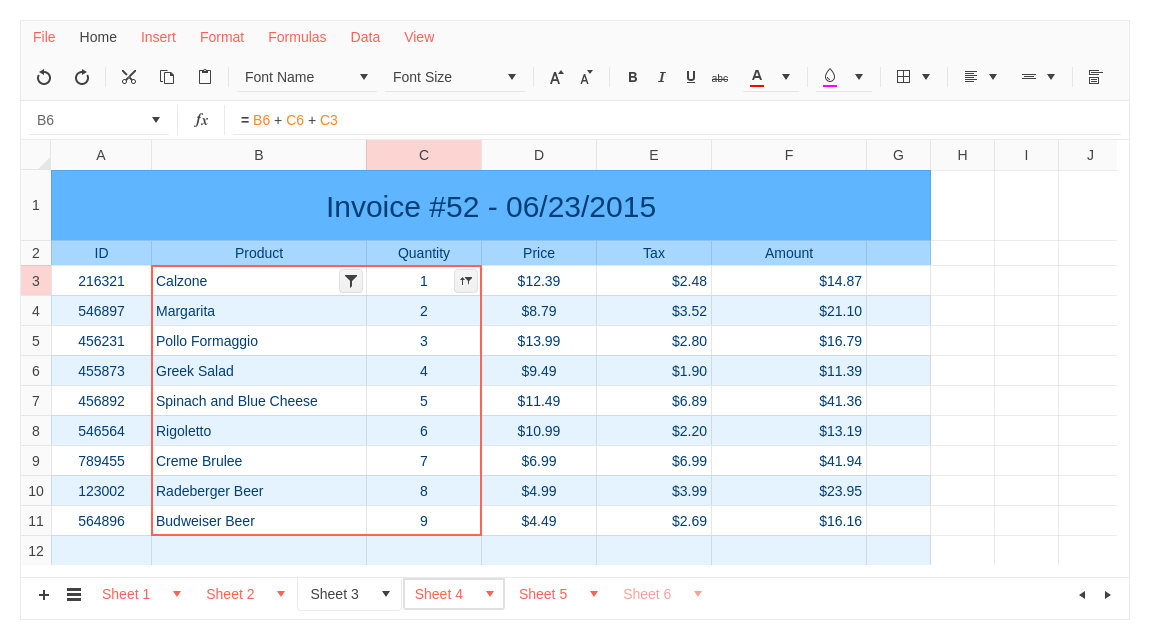 File Home Insert Format Formulas Data View
Font Name Font Size A A B I U abc A
B6 fx = B6 + C6 + C3
A B C D E F G H I J
1 Invoice #52 - 06/23/2015
2 ID Product Quantity Price Tax Amount
3 216321 Calzone 1 $12.39 $2.48 $14.87
4 546897 Margarita 2 $8.79 $3.52 $21.10
5 456231 Pollo Formaggio 3 $13.99 $2.80 $16.79
6 455873 Greek Salad 4 $9.49 $1.90 $11.39
7 456892 Spinach and Blue Cheese 5 $11.49 $6.89 $41.36
8 546564 Rigoletto 6 $10.99 $2.20 $13.19
9 789455 Creme Brulee 7 $6.99 $6.99 $41.94
10 123002 Radeberger Beer 8 $4.99 $3.99 $23.95
11 564896 Budweiser Beer 9 $4.49 $2.69 $16.16
12
Sheet 1 Sheet 2 Sheet 3 Sheet 4 Sheet 5 Sheet 6